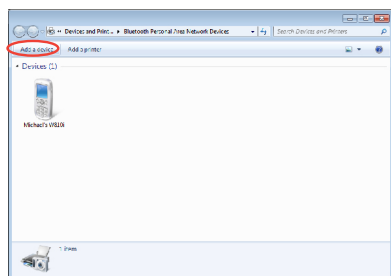 Devices and Princ... ▸ Bluetooth Personal Area Network Devices
Search Devices and Printers
Add a device
Add a printer
Devices (1)
Michael's W810i
1 item